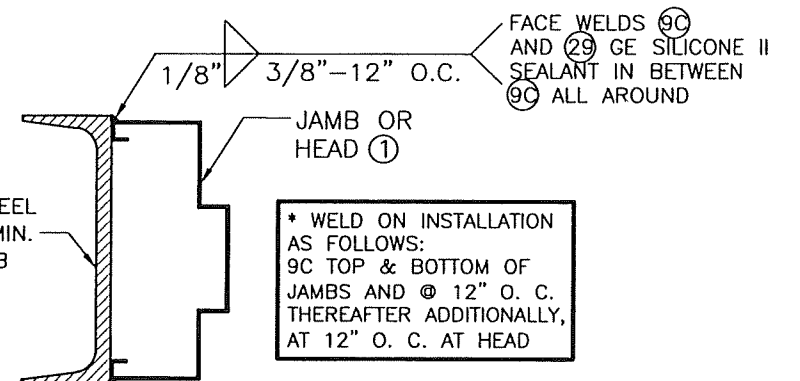 FACE WELDS 9C
AND 29 GE SILICONE II
SEALANT IN BETWEEN
9C ALL AROUND
1/8" 3/8"-12" O.C.
JAMB OR
HEAD 1
MIN.
* WELD ON INSTALLATION
AS FOLLOWS:
9C TOP & BOTTOM OF
JAMBS AND @ 12" O. C.
THEREAFTER ADDITIONALLY,
AT 12" O. C. AT HEAD